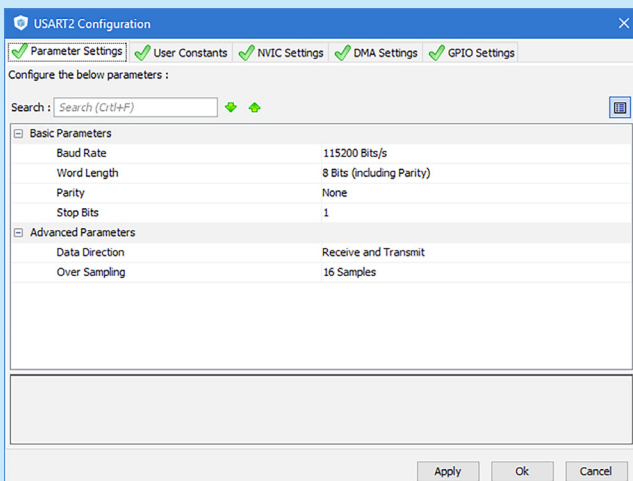 USART2 Configuration
Parameter Settings User Constants NVIC Settings DMA Settings GPIO Settings
Configure the below parameters :
Search : Search (Crtl+F)
Basic Parameters
Baud Rate 115200 Bits/s
Word Length 8 Bits (including Parity)
Parity None
Stop Bits 1
Advanced Parameters
Data Direction Receive and Transmit
Over Sampling 16 Samples
Apply Ok Cancel